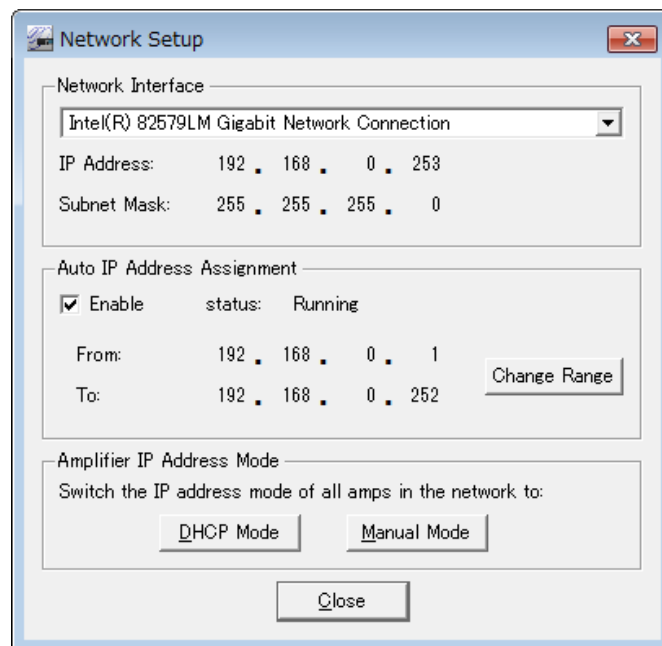 Network Setup
Network Interface
Intel(R) 82579LM Gigabit Network Connection
IP Address: 192 . 168 . 0 . 253
Subnet Mask: 255 . 255 . 255 . 0
Auto IP Address Assignment
Enable status: Running
From: 192 . 168 . 0 . 1
To: 192 . 168 . 0 . 252
Change Range
Amplifier IP Address Mode
Switch the IP address mode of all amps in the network to:
DHCP Mode Manual Mode
Close